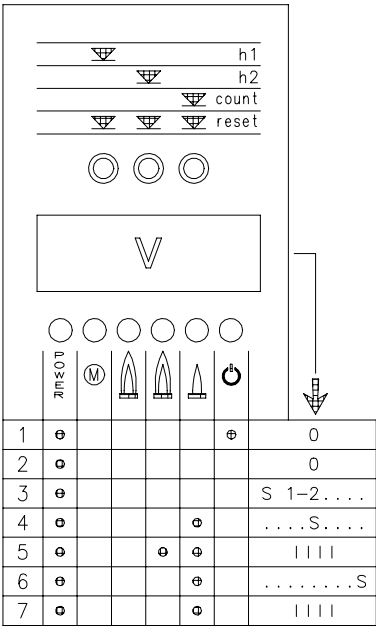 h1
h2
count
reset
V
POWER
M
1 0
2 0
3 S 1-2....
4 ....S....
5 ||||
6 ........S
7 ||||